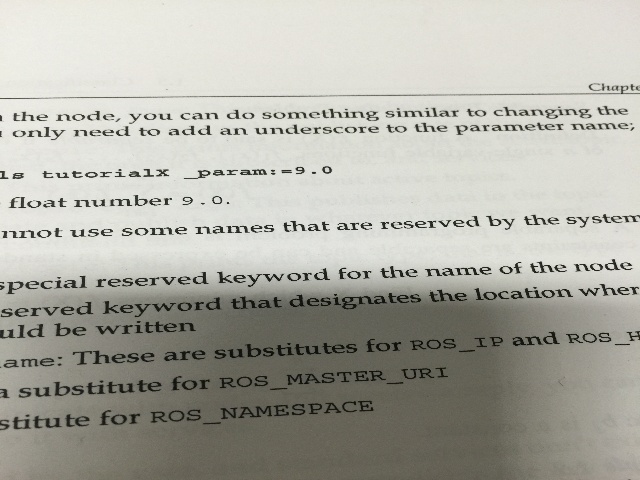 Chapte
the node, you can do something similar to changing the
only need to add an underscore to the parameter name;
ls tutorialX _param:=9.0
float number 9.0.
nnot use some names that are reserved by the system
special reserved keyword for the name of the node
served keyword that designates the location wher
uld be written
ame: These are substitutes for ROS_IP and ROS_H
a substitute for ROS_MASTER_URI
stitute for ROS_NAMESPACE